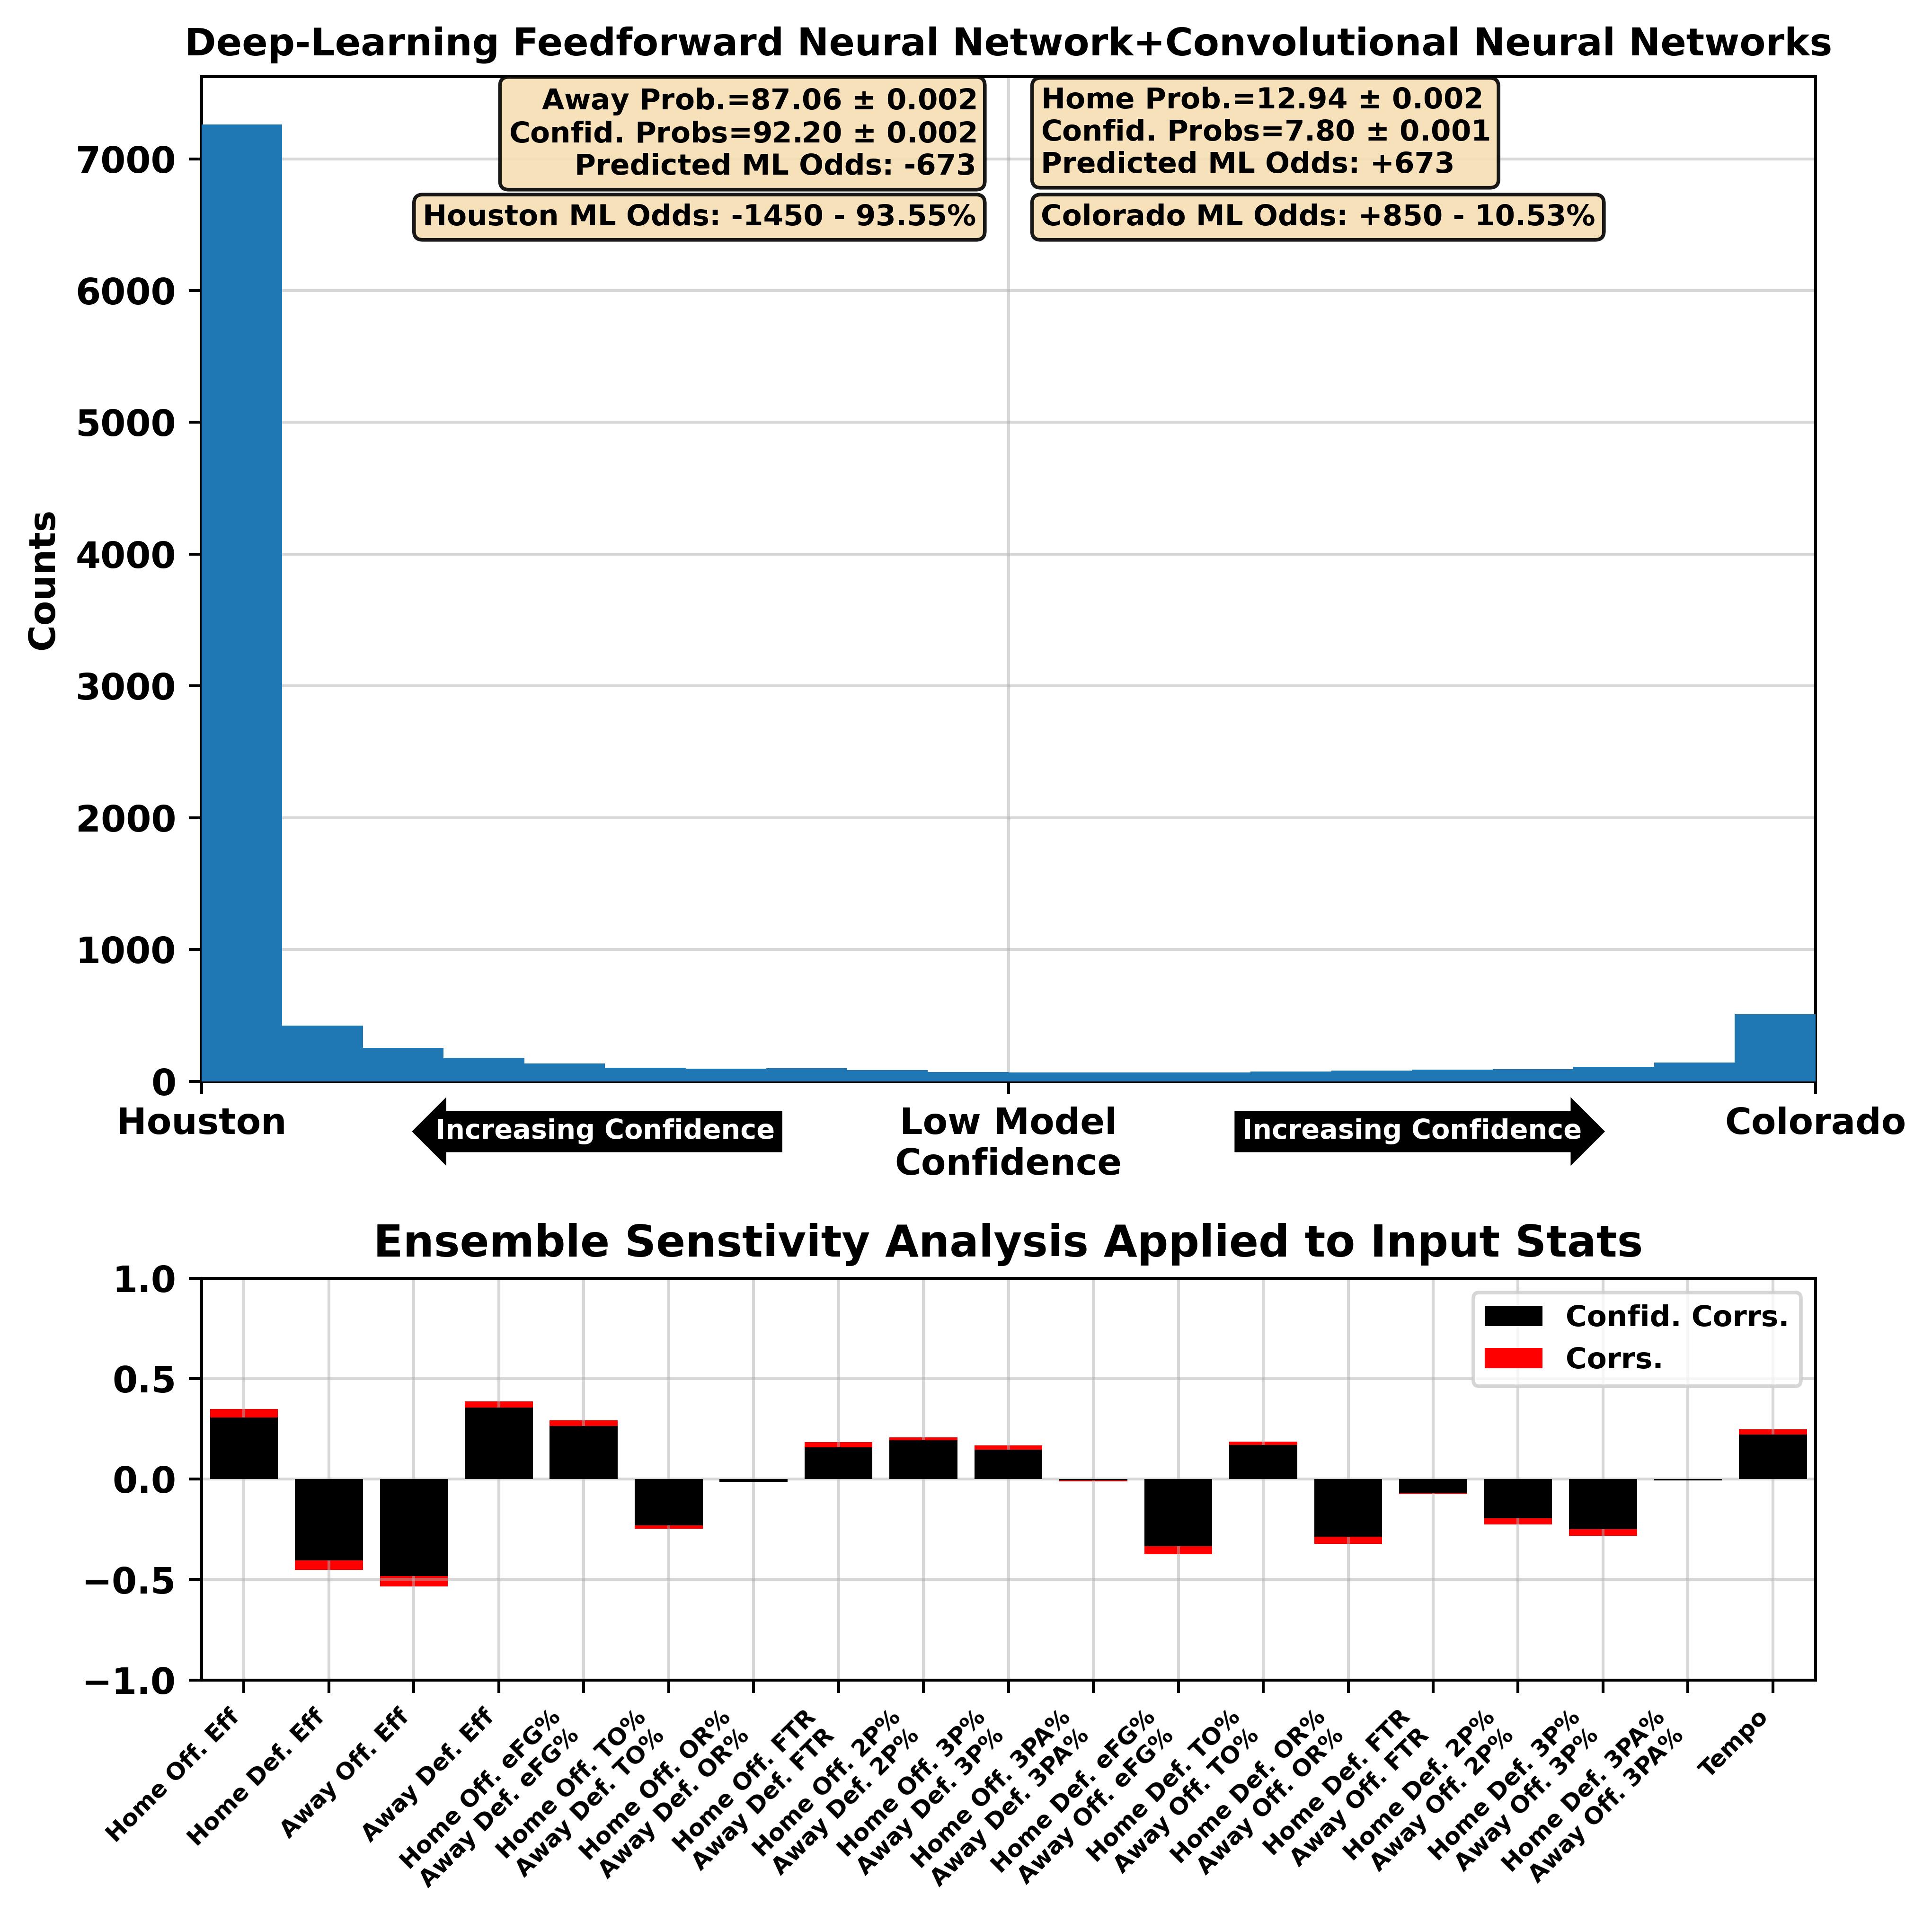 Deep-Learning Feedforward Neural Network+Convolutional Neural Networks
Away Prob.=87.06 ± 0.002
Confid. Probs=92.20 ± 0.002
Predicted ML Odds: -673
Houston ML Odds: -1450 - 93.55%
Home Prob.=12.94 ± 0.002
Confid. Probs=7.80 ± 0.001
Predicted ML Odds: +673
Colorado ML Odds: +850 - 10.53%
Counts
7000
6000
5000
4000
3000
2000
1000
0
Houston
Increasing Confidence
Low Model
Confidence
Increasing Confidence
Colorado
Ensemble Senstivity Analysis Applied to Input Stats
Confid. Corrs.
Corrs.
1.0
0.5
0.0
−0.5
−1.0
Home Off. Eff
Home Def. Eff
Away Off. Eff
Away Def. Eff
Home Off. eFG%
Away Def. eFG%
Home Off. TO%
Away Def. TO%
Home Off. OR%
Away Def. OR%
Home Off. FTR
Away Def. FTR
Home Off. 2P%
Away Def. 2P%
Home Off. 3P%
Away Def. 3P%
Home Off. 3PA%
Away Def. 3PA%
Home Def. eFG%
Away Off. eFG%
Home Def. TO%
Away Off. TO%
Home Def. OR%
Away Off. OR%
Home Def. FTR
Away Off. FTR
Home Def. 2P%
Away Off. 2P%
Home Def. 3P%
Away Off. 3P%
Home Def. 3PA%
Away Off. 3PA%
Tempo